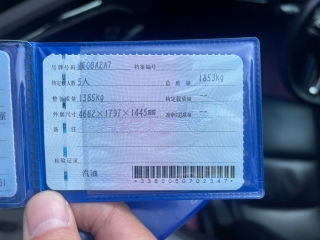 号牌号码 Q6A2A7 档案编号
核定载人数 5人 总质量 1853kg
整备质量 1385kg 核定载质量
外廓尺寸 4662×1797×1445mm 准牵引总质量
备注
检验记录
汽油